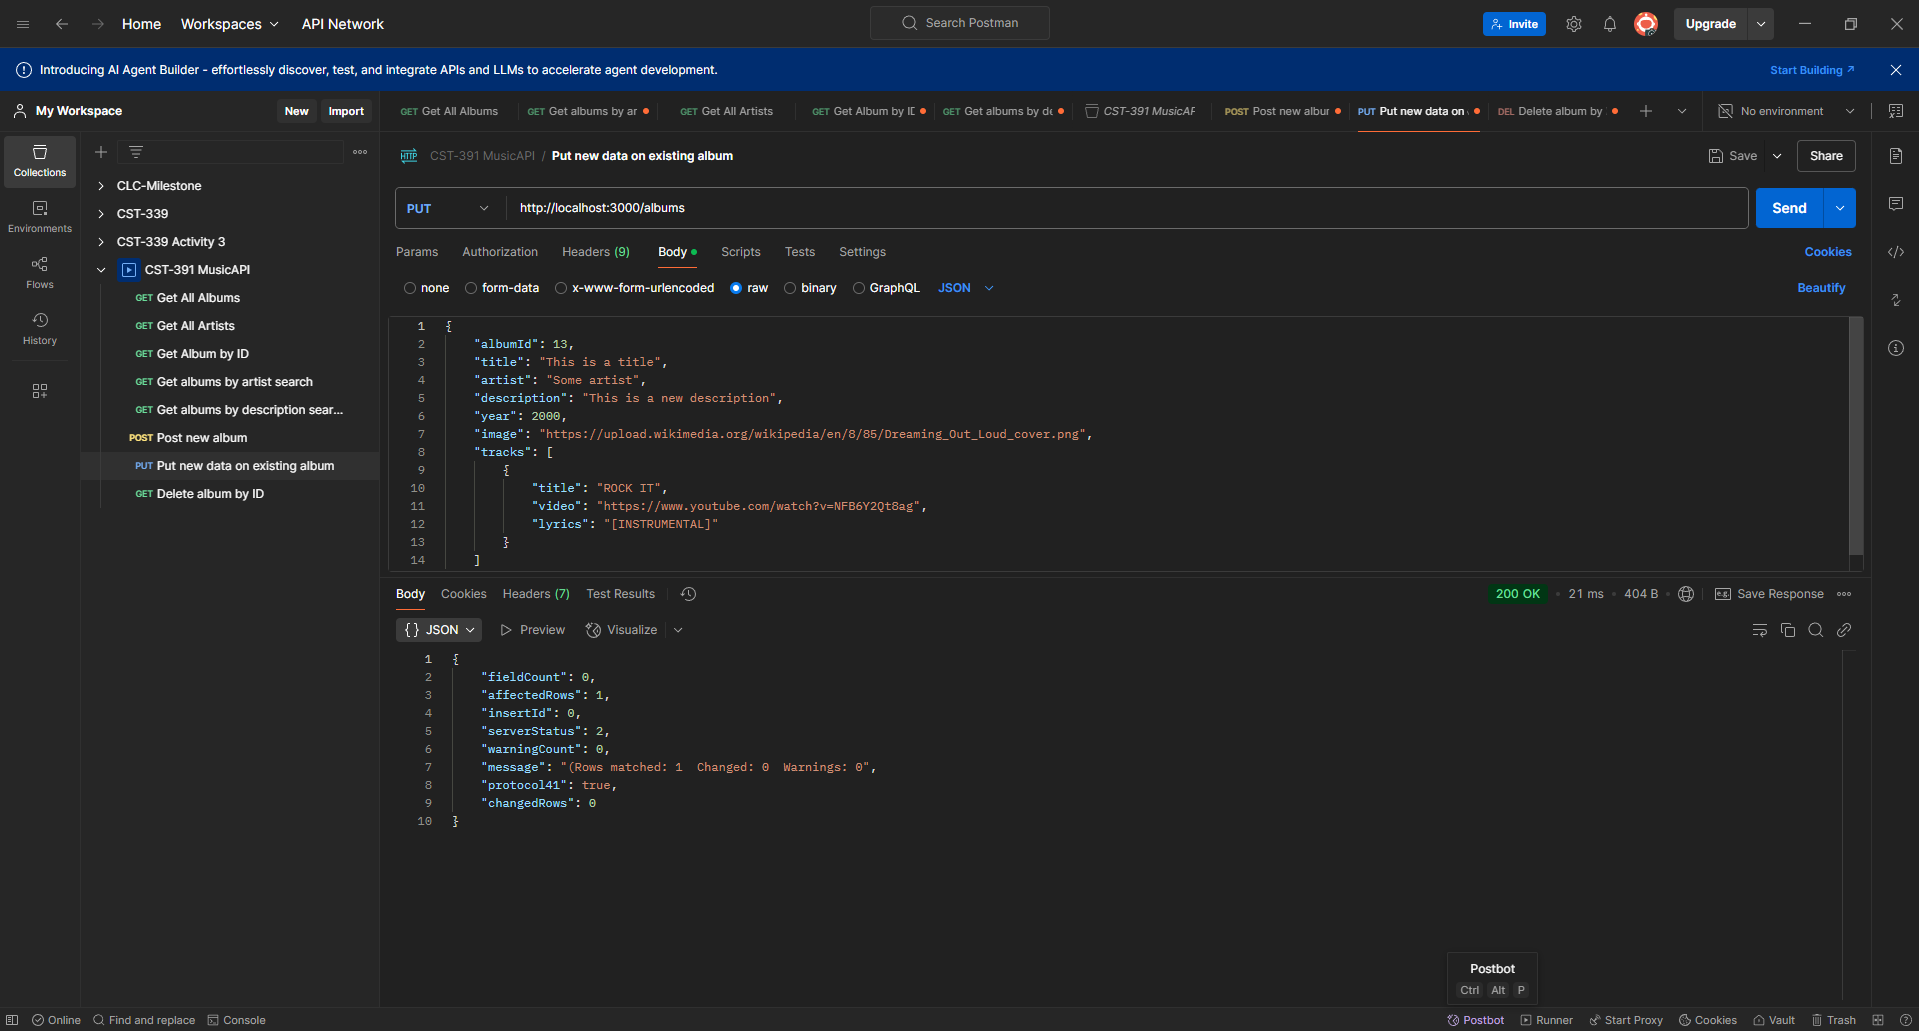 Home Workspaces API Network Search Postman Invite Upgrade
Introducing AI Agent Builder - effortlessly discover, test, and integrate APIs and LLMs to accelerate agent development. Start Building ↗
My Workspace New Import
GET Get All Albums GET Get albums by ar GET Get All Artists GET Get Album by ID GET Get albums by de CST-391 MusicAP POST Post new albur PUT Put new data on DEL Delete album by No environment
Collections
Environments
Flows
History
CLC-Milestone
CST-339
CST-339 Activity 3
CST-391 MusicAPI
GET Get All Albums
GET Get All Artists
GET Get Album by ID
GET Get albums by artist search
GET Get albums by description sear...
POST Post new album
PUT Put new data on existing album
GET Delete album by ID
HTTP CST-391 MusicAPI / Put new data on existing album Save Share
PUT http://localhost:3000/albums Send
Params Authorization Headers (9) Body Scripts Tests Settings Cookies
none form-data x-www-form-urlencoded raw binary GraphQL JSON Beautify
1 {
2 "albumId": 13,
3 "title": "This is a title",
4 "artist": "Some artist",
5 "description": "This is a new description",
6 "year": 2000,
7 "image": "https://upload.wikimedia.org/wikipedia/en/8/85/Dreaming_Out_Loud_cover.png",
8 "tracks": [
9 {
10 "title": "ROCK IT",
11 "video": "https://www.youtube.com/watch?v=NFB6Y2Qt8ag",
12 "lyrics": "[INSTRUMENTAL]"
13 }
14 ]
Body Cookies Headers (7) Test Results 200 OK • 21 ms • 404 B e.g. Save Response
{} JSON Preview Visualize
1 {
2 "fieldCount": 0,
3 "affectedRows": 1,
4 "insertId": 0,
5 "serverStatus": 2,
6 "warningCount": 0,
7 "message": "(Rows matched: 1  Changed: 0  Warnings: 0",
8 "protocol41": true,
9 "changedRows": 0
10 }
Postbot
Ctrl Alt P
Online Find and replace Console Postbot Runner Start Proxy Cookies Vault Trash